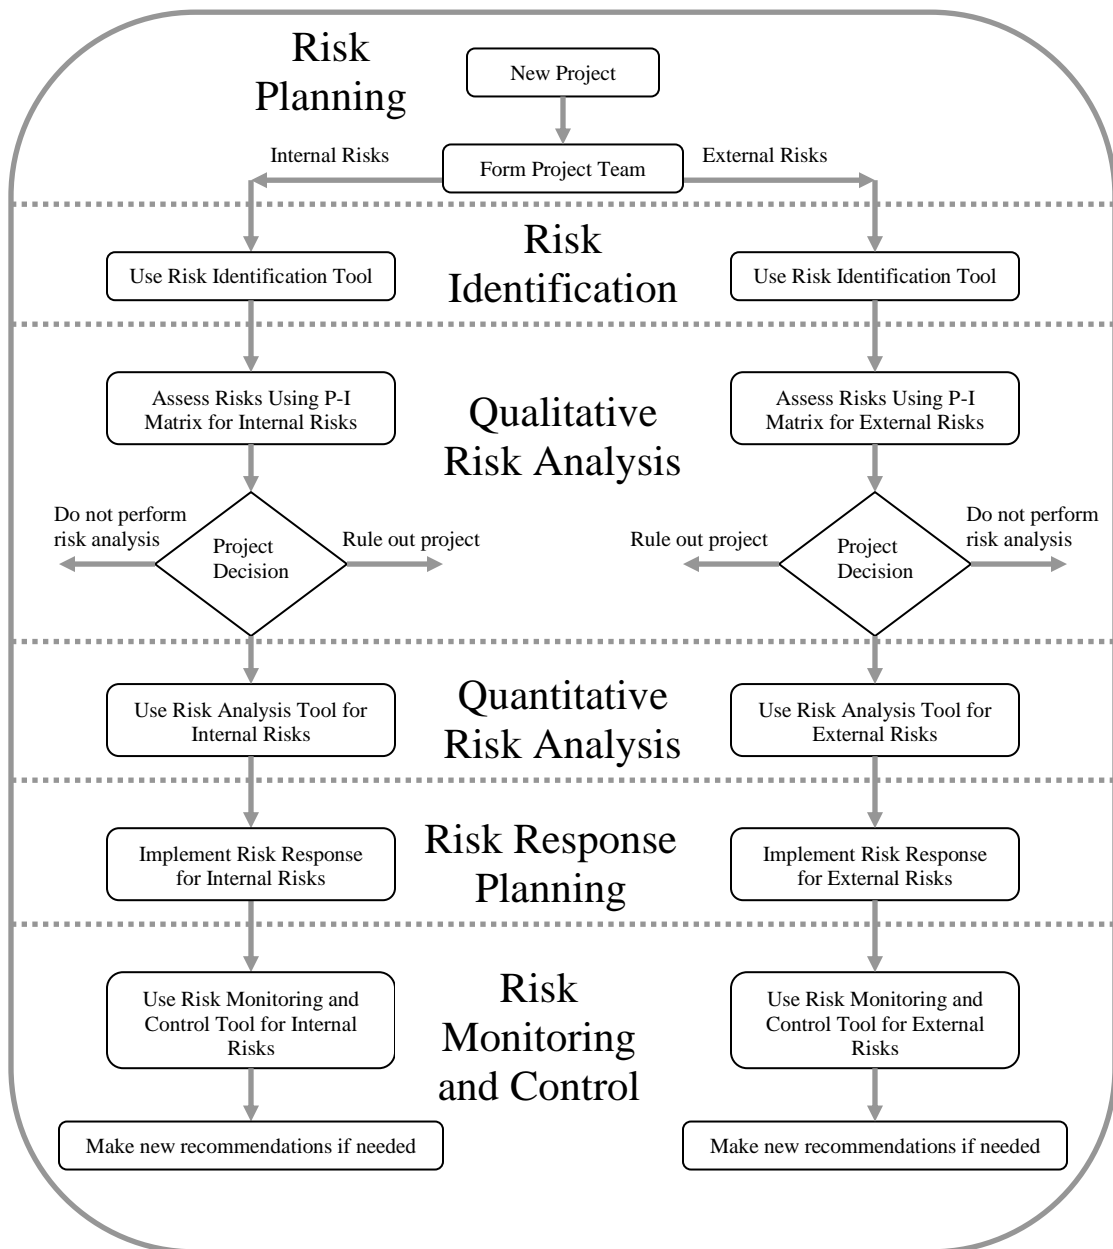 Risk
Planning
New Project
Internal Risks
Form Project Team
External Risks
Use Risk Identification Tool
Risk
Identification
Use Risk Identification Tool
Assess Risks Using P-I
Matrix for Internal Risks
Qualitative
Risk Analysis
Assess Risks Using P-I
Matrix for External Risks
Do not perform
risk analysis
Project
Decision
Rule out project
Rule out project
Project
Decision
Do not perform
risk analysis
Use Risk Analysis Tool for
Internal Risks
Quantitative
Risk Analysis
Use Risk Analysis Tool for
External Risks
Implement Risk Response
for Internal Risks
Risk Response
Planning
Implement Risk Response
for External Risks
Use Risk Monitoring and
Control Tool for Internal
Risks
Risk
Monitoring
and Control
Use Risk Monitoring and
Control Tool for External
Risks
Make new recommendations if needed
Make new recommendations if needed